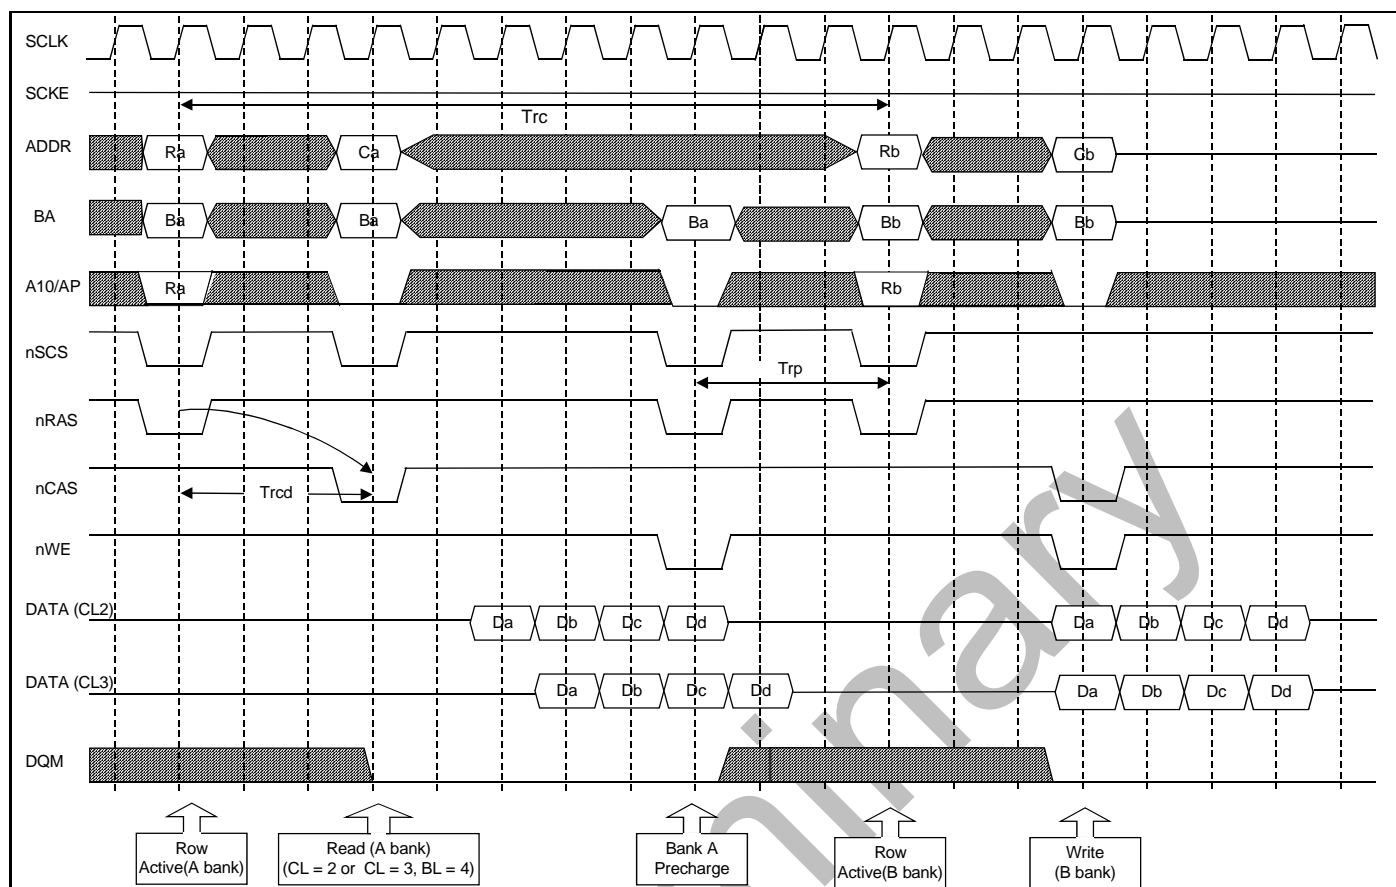 SCLK
SCKE
Trc
ADDR Ra Ca Rb Cb
BA Ba Ba Ba Bb Bb
A10/AP Ra Rb
nSCS
Trp
nRAS
nCAS Trcd
nWE
DATA (CL2) Da Db Dc Dd Da Db Dc Dd
DATA (CL3) Da Db Dc Dd Da Db Dc Dd
DQM
Row
Active(A bank)
Read (A bank)
(CL = 2 or CL = 3, BL = 4)
Bank A
Precharge
Row
Active(B bank)
Write
(B bank)
inary